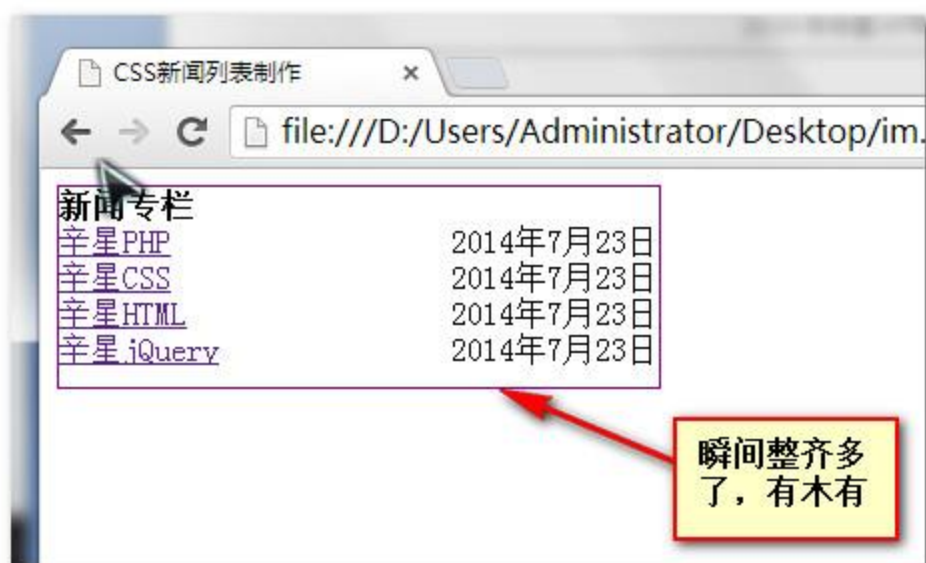 CSS新闻列表制作
file:///D:/Users/Administrator/Desktop/im.
新闻专栏
辛星PHP 2014年7月23日
辛星CSS 2014年7月23日
辛星HTML 2014年7月23日
辛星jQuery 2014年7月23日
瞬间整齐多
了，有木有